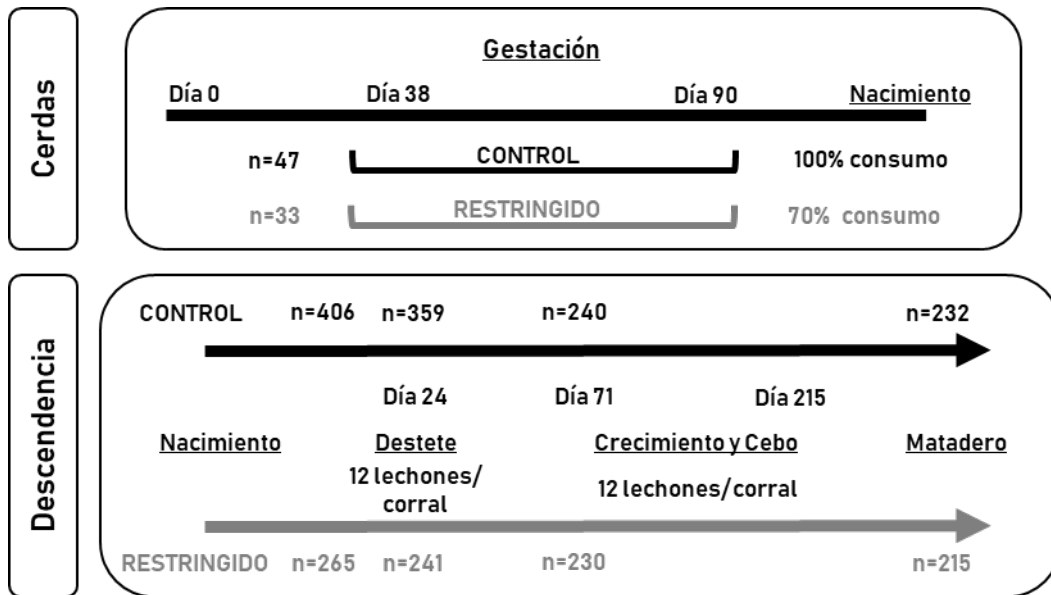 Cerdas
Gestación
Día 0 Día 38 Día 90 Nacimiento
n=47 CONTROL 100% consumo
n=33 RESTRINGIDO 70% consumo
Descendencia
CONTROL n=406 n=359 n=240 n=232
Día 24 Día 71 Día 215
Nacimiento Destete Crecimiento y Cebo Matadero
12 lechones/
corral
12 lechones/corral
RESTRINGIDO n=265 n=241 n=230 n=215